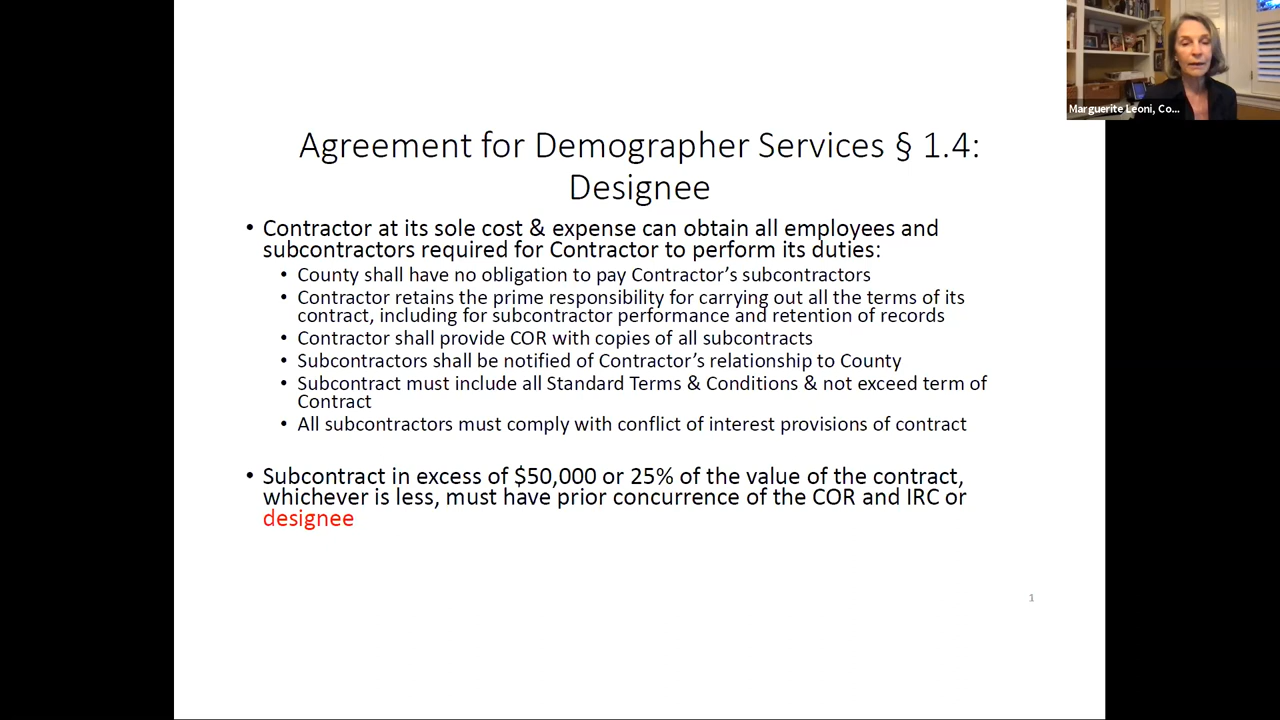 Marguerite Leoni, Co...
Agreement for Demographer Services § 1.4:
Designee
• Contractor at its sole cost & expense can obtain all employees and
subcontractors required for Contractor to perform its duties:
• County shall have no obligation to pay Contractor's subcontractors
• Contractor retains the prime responsibility for carrying out all the terms of its
contract, including for subcontractor performance and retention of records
• Contractor shall provide COR with copies of all subcontracts
• Subcontractors shall be notified of Contractor's relationship to County
• Subcontract must include all Standard Terms & Conditions & not exceed term of
Contract
• All subcontractors must comply with conflict of interest provisions of contract
• Subcontract in excess of $50,000 or 25% of the value of the contract,
whichever is less, must have prior concurrence of the COR and IRC or
designee
1